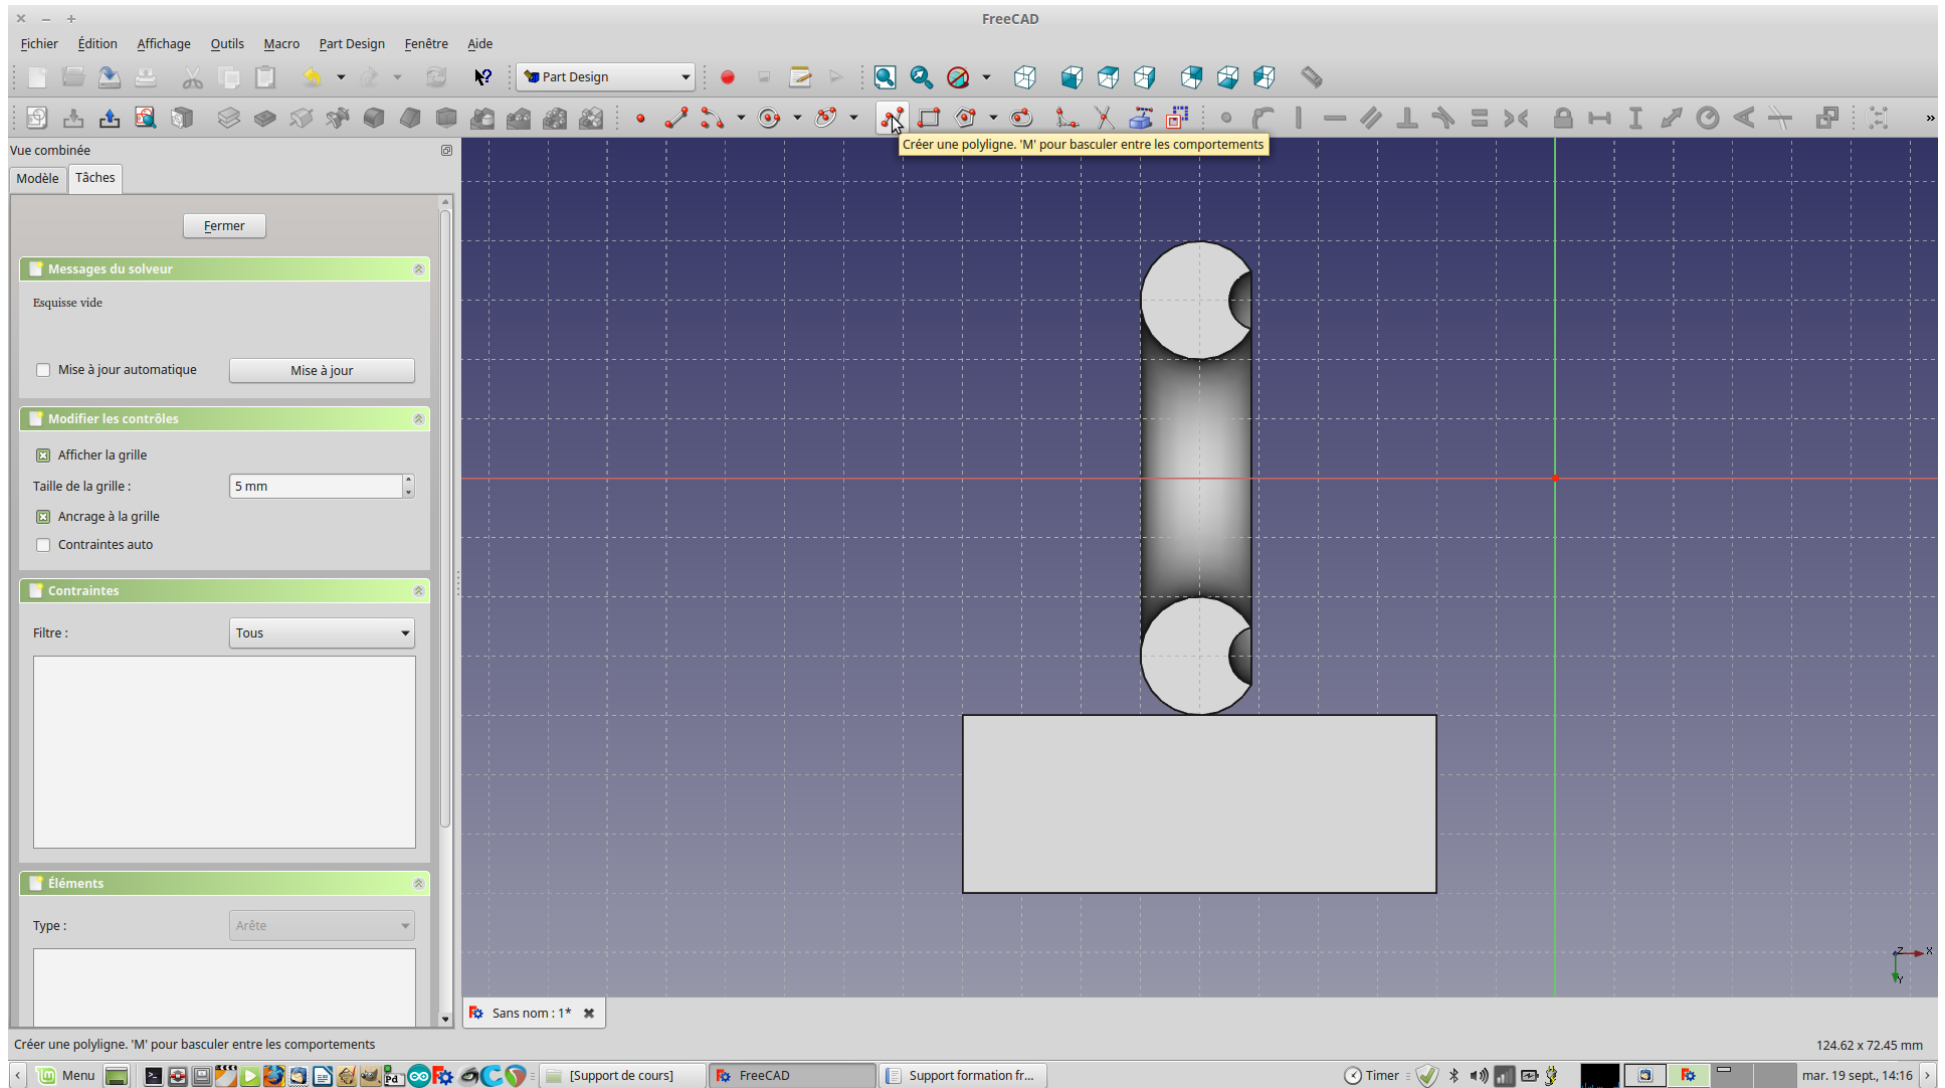 FreeCAD
Fichier Édition Affichage Outils Macro Part Design Fenêtre Aide
Part Design
Créer une polyligne. 'M' pour basculer entre les comportements
Vue combinée
Modèle Tâches
Fermer
Messages du solveur
Esquisse vide
Mise à jour automatique Mise à jour
Modifier les contrôles
Afficher la grille
Taille de la grille : 5 mm
Ancrage à la grille
Contraintes auto
Contraintes
Filtre : Tous
Éléments
Type : Arête
Z X
Y
Sans nom : 1*
Créer une polyligne. 'M' pour basculer entre les comportements 124.62 x 72.45 mm
Menu Pd [Support de cours] FreeCAD Support formation fr... Timer mar. 19 sept., 14:16